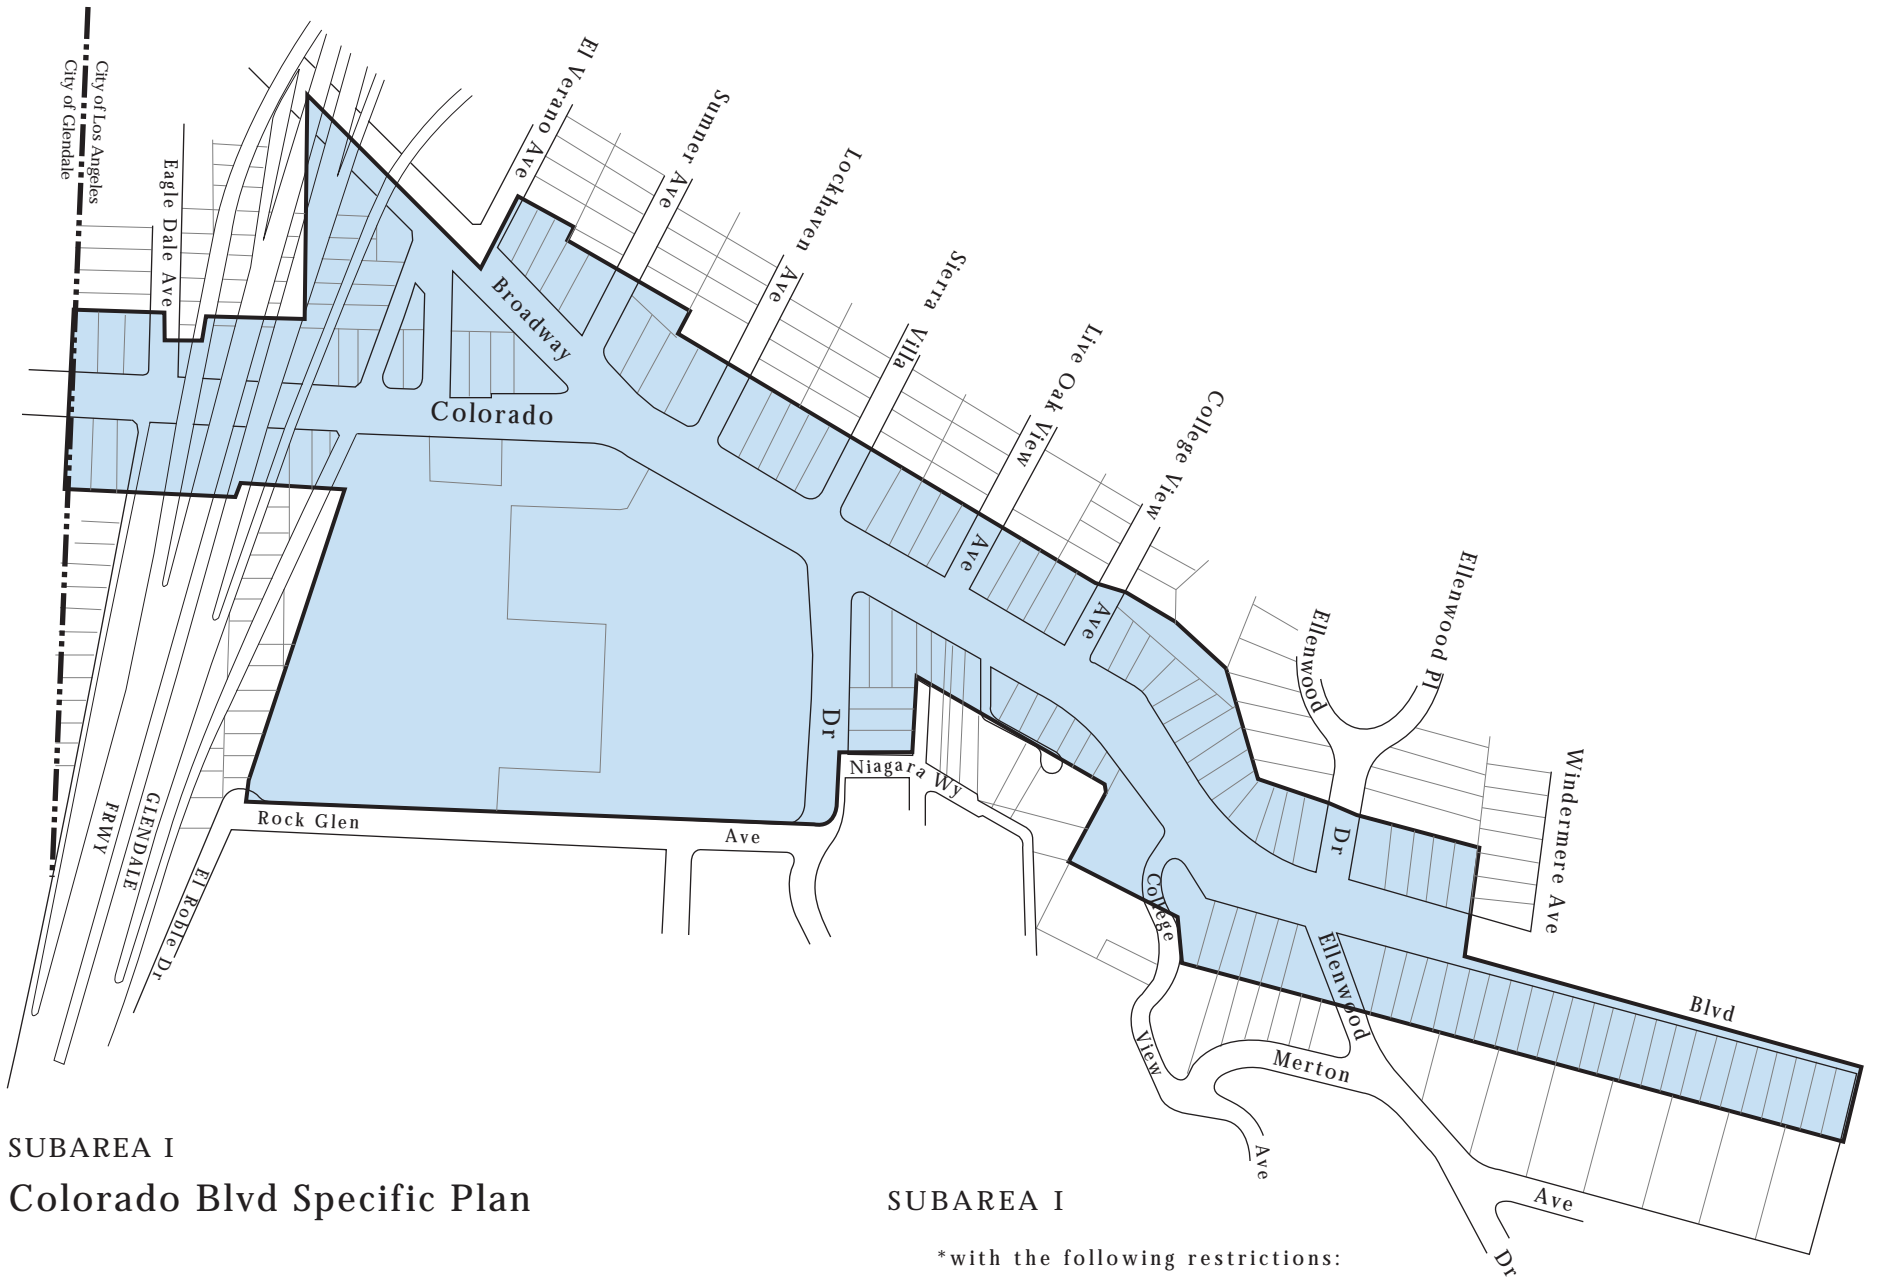 City of Los Angeles
City of Glendale
Eagle Dale Ave
El Verano Ave
Sumner Ave
Lockhaven Ave
Sierra Villa
Live Oak View
Ave
College View
Ave
Ellenwood
Dr
Ellenwood Pl
Windermere Ave
Broadway
Colorado
Dr
Niagara Wy
Rock Glen
Ave
GLENDALE
FRWY
El Roble Dr
College
View
Ave
Ellenwood
Merton
Blvd
Ave
Dr
SUBAREA I
Colorado Blvd Specific Plan
SUBAREA I
*with the following restrictions: